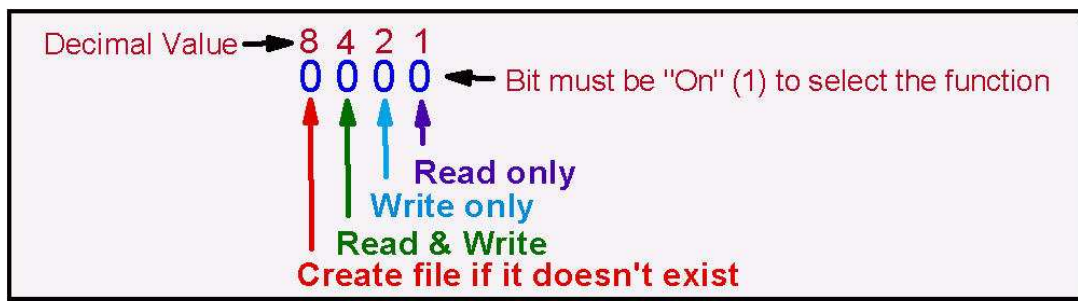 Decimal Value 8 4 2 1
0 0 0 0 Bit must be "On" (1) to select the function
Read only
Write only
Read & Write
Create file if it doesn't exist